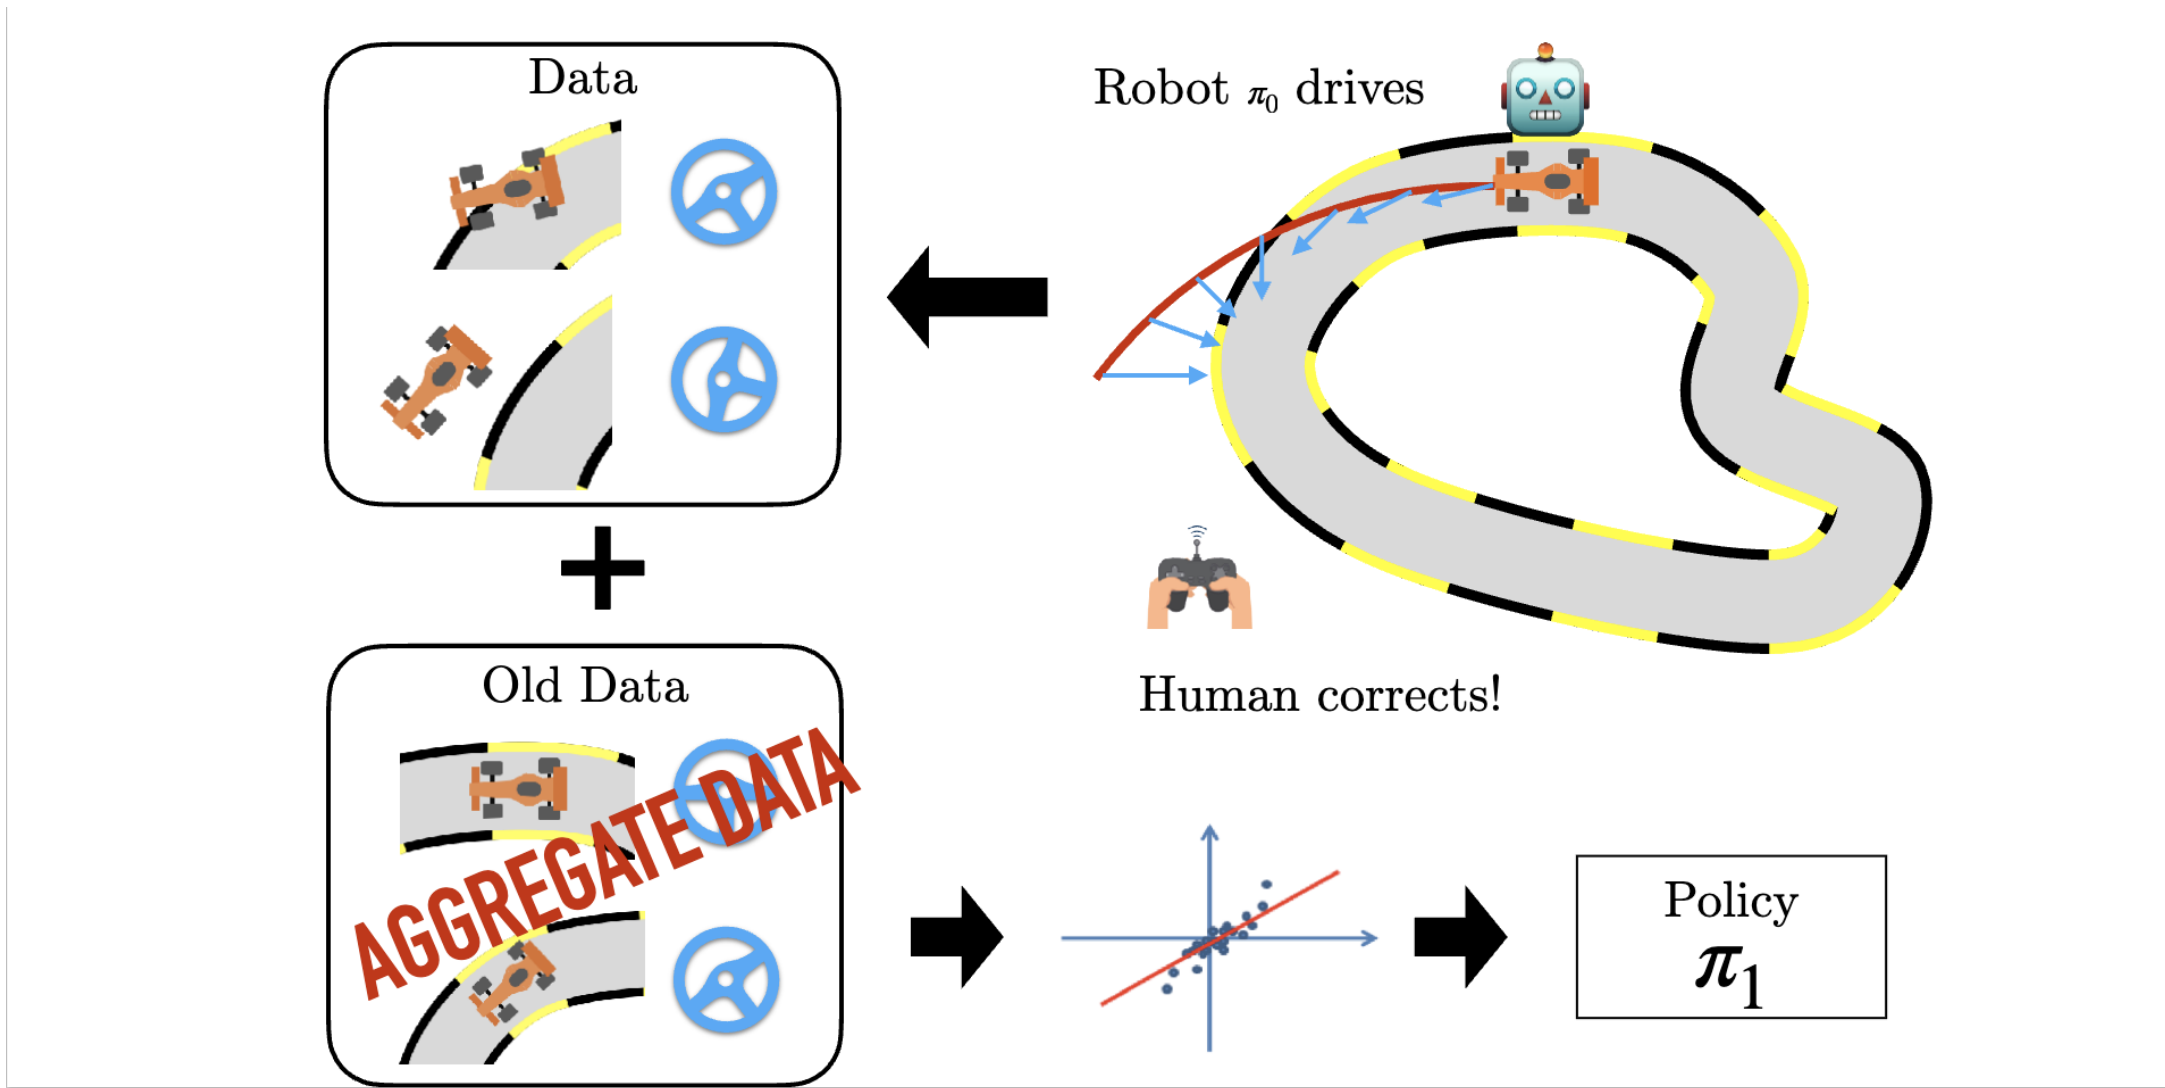 Data
Robot π₀ drives
Human corrects!
Old Data
AGGREGATE DATA
Policy
π₁